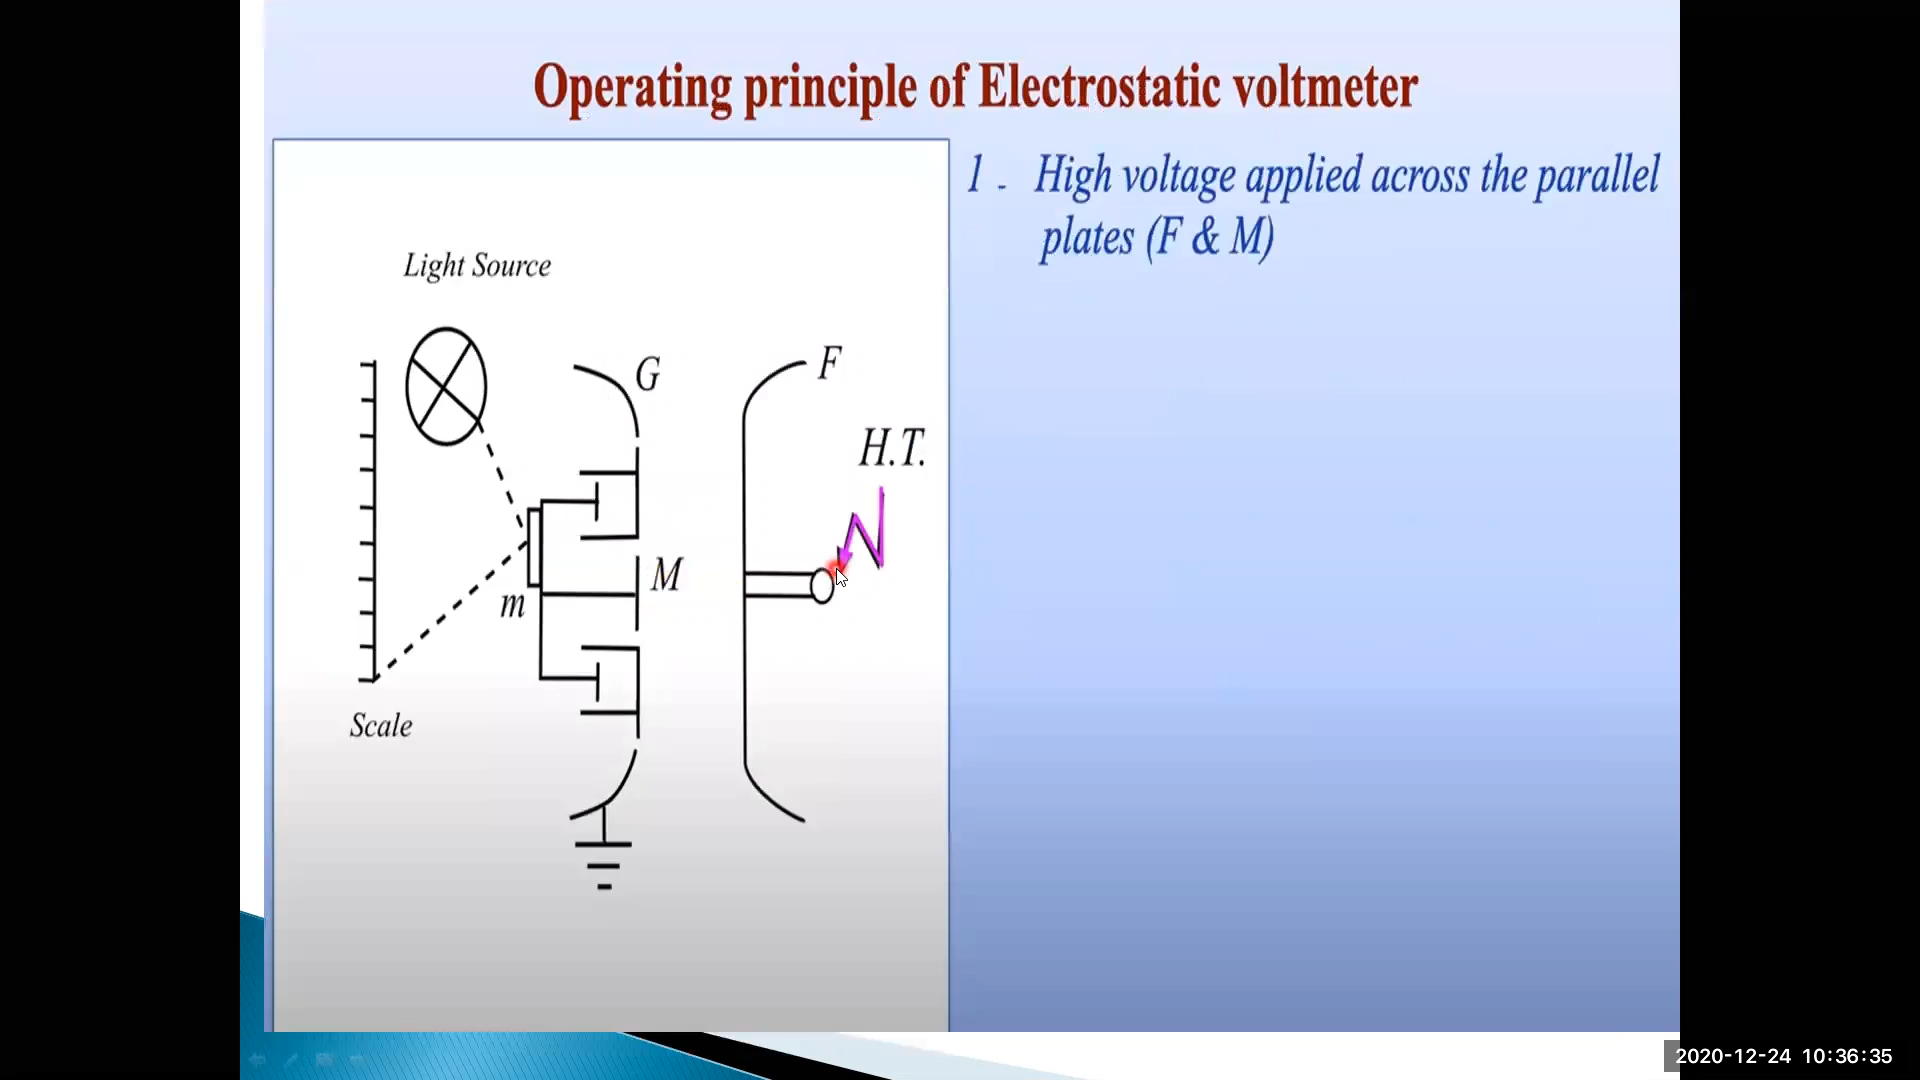 Operating principle of Electrostatic voltmeter
1 - High voltage applied across the parallel
plates (F & M)
Light Source
G
F
H.T.
M
m
Scale
2020-12-24 10:36:35